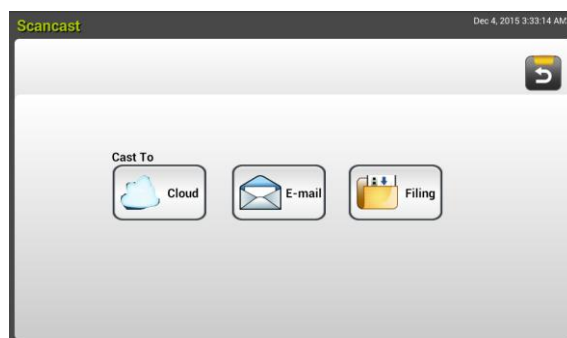 Scancast
Dec 4, 2015 3:33:14 AM
Cast To
Cloud
E-mail
Filing